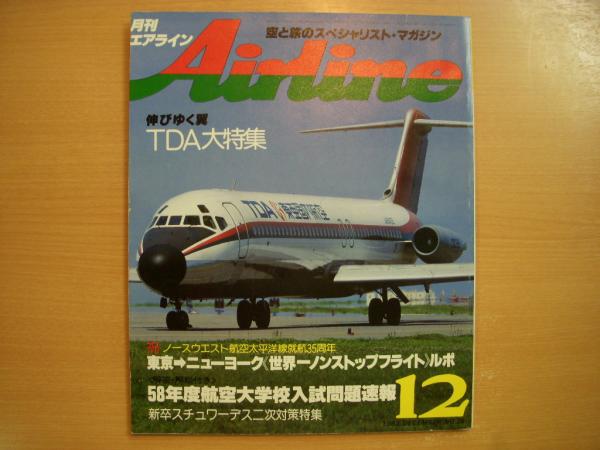 月刊
エアライン
空と旅のスペシャリスト・マガジン
Airline
伸びゆく翼
TDA大特集
TDA 東亜国内航空
ノースウエスト航空太平洋線就航35周年
東京➡ニューヨーク〈世界一ノンストップフライト〉ルポ
58年度航空大学校入試問題速報
新卒スチュワーデス二次対策特集
12